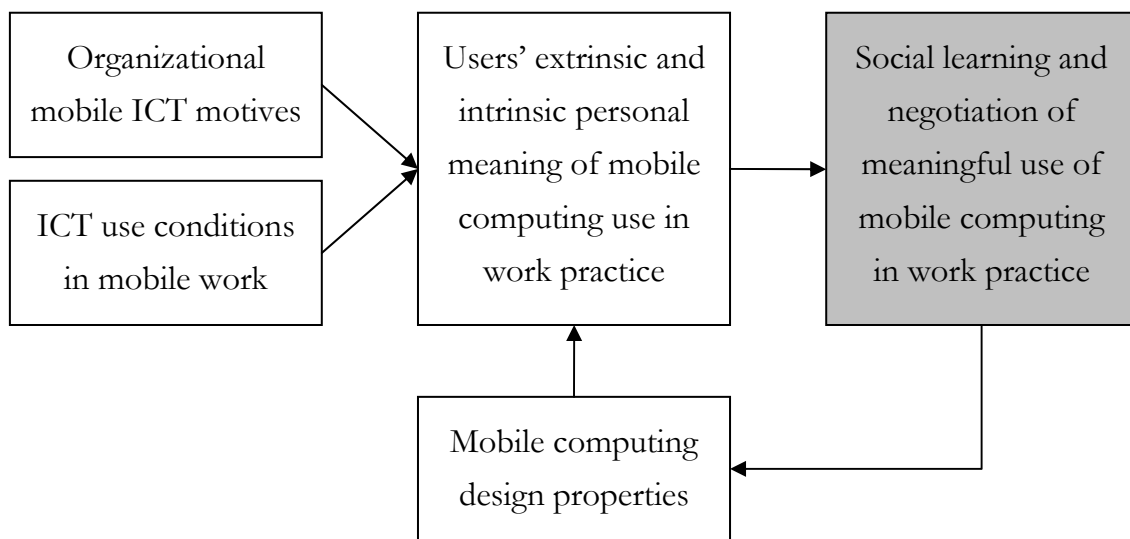 Organizational
mobile ICT motives
ICT use conditions
in mobile work
Users’ extrinsic and
intrinsic personal
meaning of mobile
computing use in
work practice
Social learning and
negotiation of
meaningful use of
mobile computing
in work practice
Mobile computing
design properties